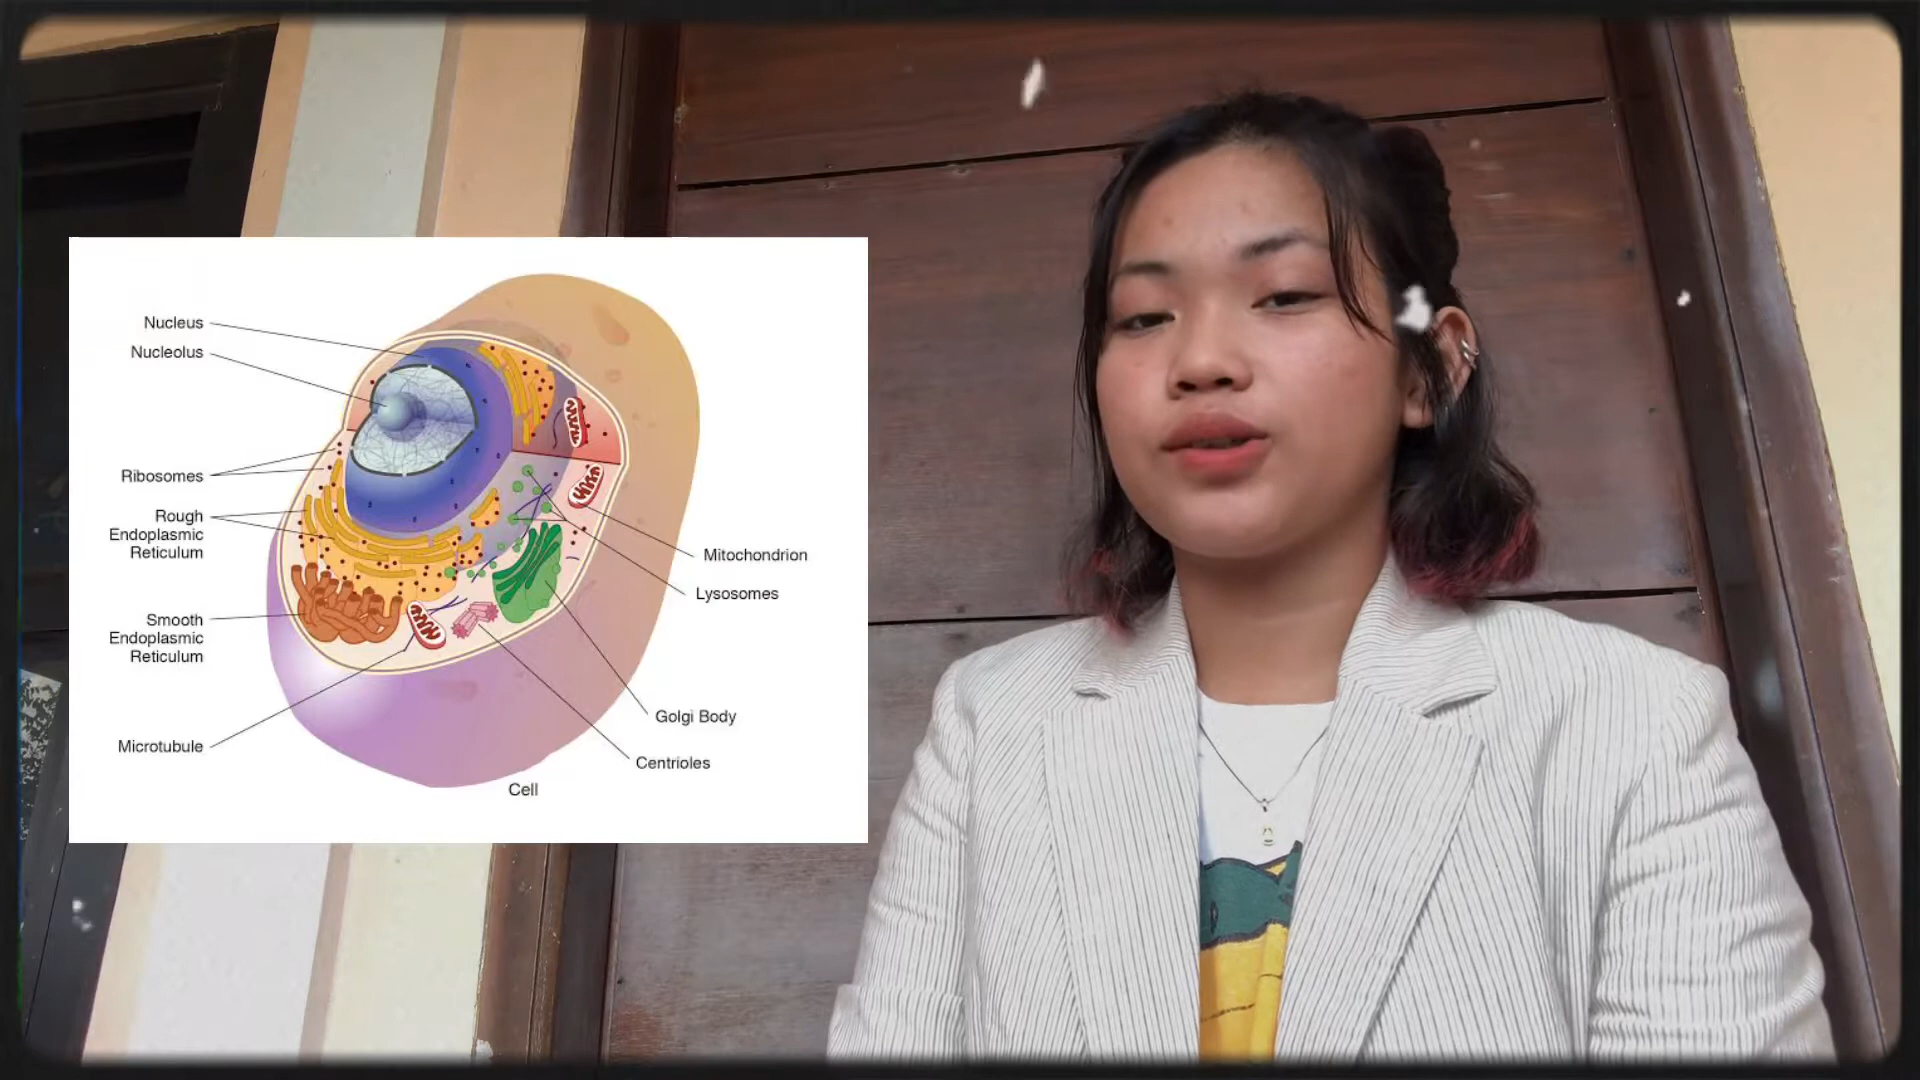 Nucleus
Nucleolus
Ribosomes
Rough
Endoplasmic
Reticulum
Smooth
Endoplasmic
Reticulum
Microtubule
Mitochondrion
Lysosomes
Golgi Body
Centrioles
Cell